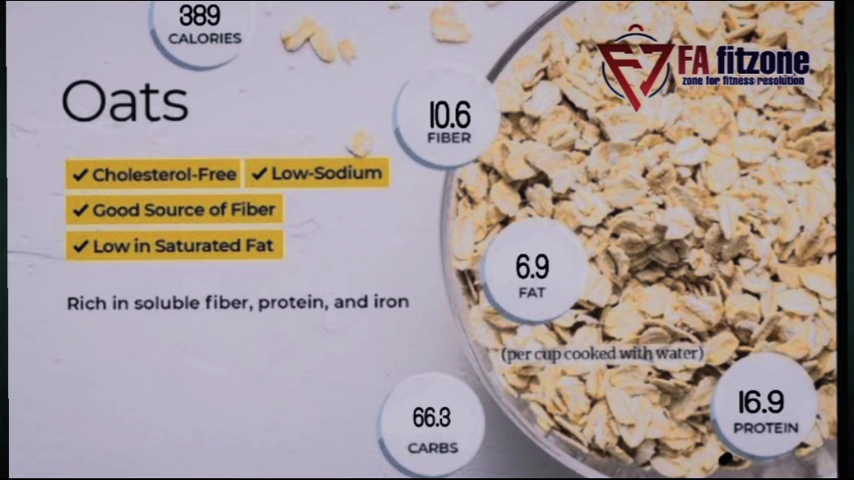 389
CALORIES
FA fitzone
zone for fitness resolution
Oats
10.6
FIBER
✓ Cholesterol-Free ✓ Low-Sodium
✓ Good Source of Fiber
✓ Low in Saturated Fat
6.9
FAT
Rich in soluble fiber, protein, and iron
(per cup cooked with water)
16.9
PROTEIN
66.3
CARBS